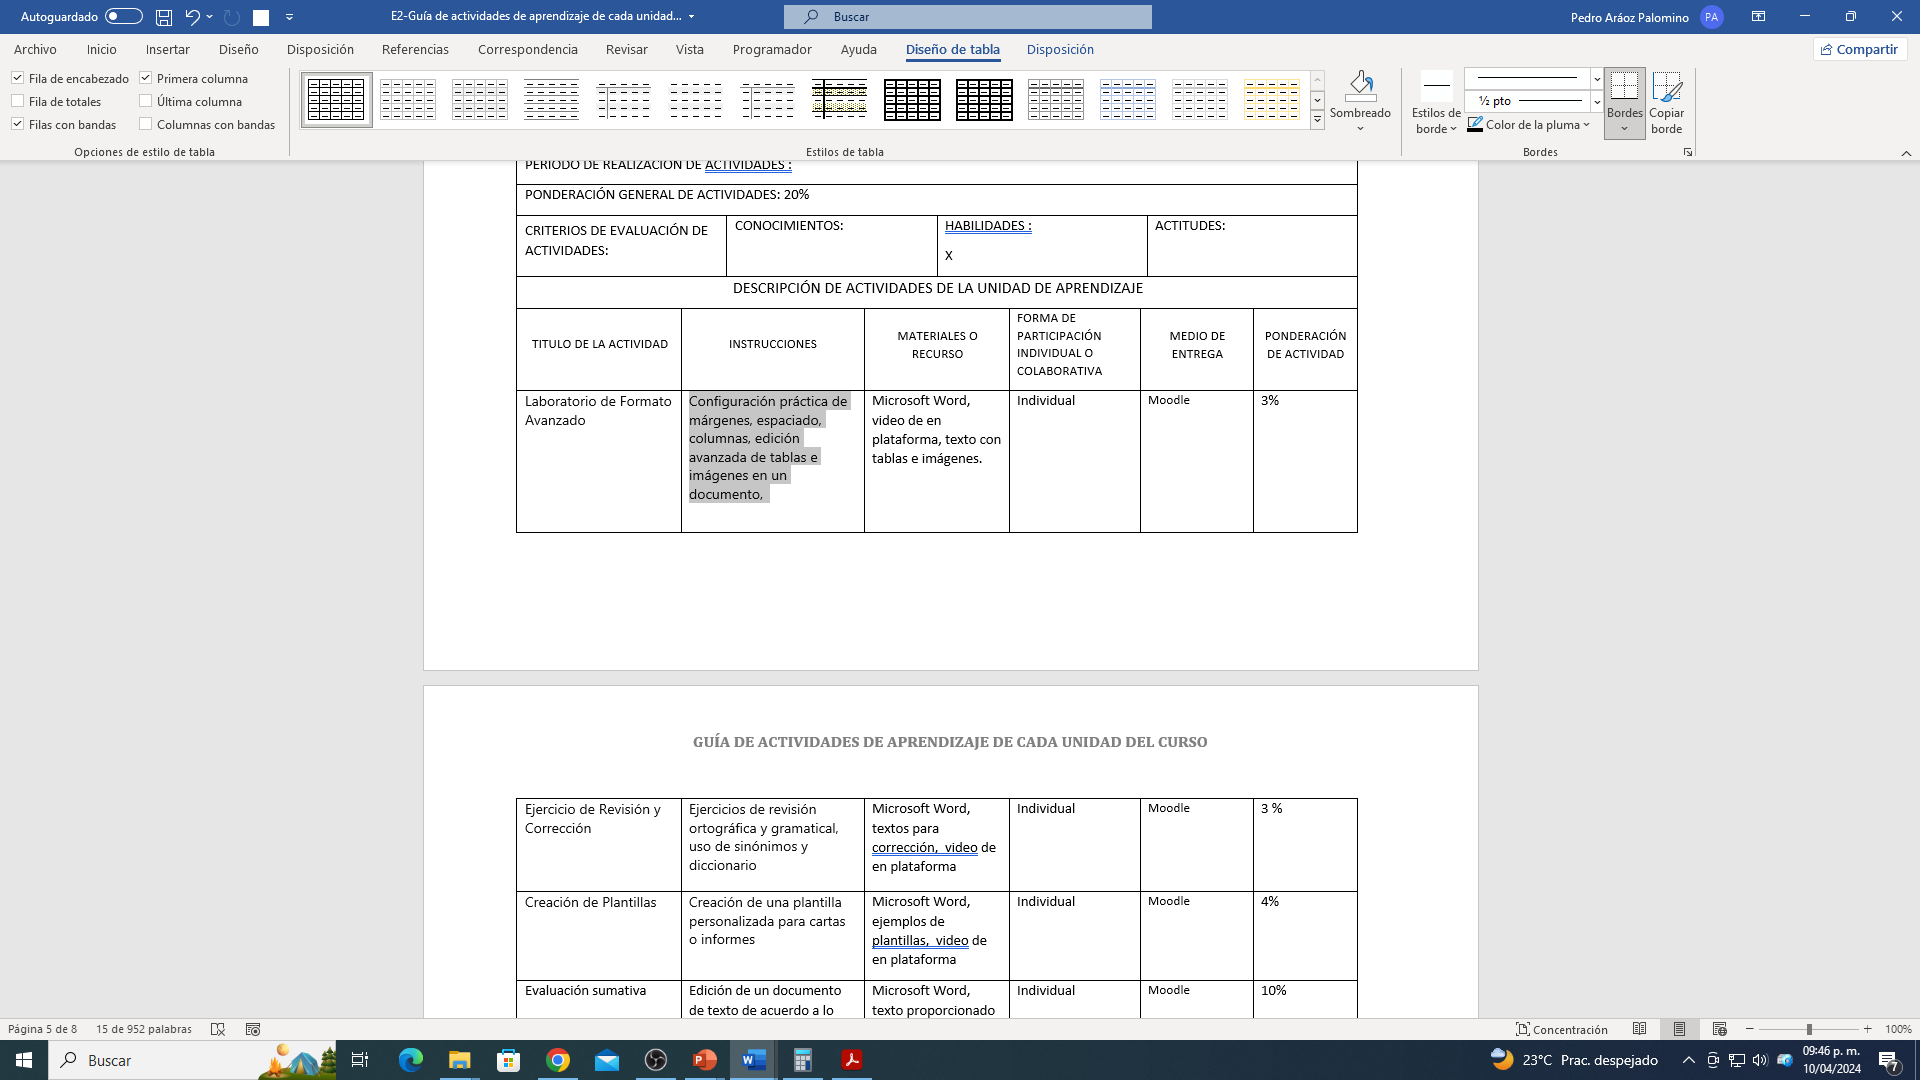 Autoguardado
E2-Guía de actividades de aprendizaje de cada unidad...
Buscar
Pedro Aráoz Palomino
PA
Archivo
Inicio
Insertar
Diseño
Disposición
Referencias
Correspondencia
Revisar
Vista
Programador
Ayuda
Diseño de tabla
Disposición
Compartir
Fila de encabezado
Primera columna
Fila de totales
Última columna
Filas con bandas
Columnas con bandas
Opciones de estilo de tabla
Estilos de tabla
Sombreado
Estilos de
borde
½ pto
Color de la pluma
Bordes
Copiar
borde
Bordes
PERIODO DE REALIZACIÓN DE ACTIVIDADES :
PONDERACIÓN GENERAL DE ACTIVIDADES: 20%
CRITERIOS DE EVALUACIÓN DE
ACTIVIDADES:
CONOCIMIENTOS:
HABILIDADES :
X
ACTITUDES:
DESCRIPCIÓN DE ACTIVIDADES DE LA UNIDAD DE APRENDIZAJE
TITULO DE LA ACTIVIDAD
INSTRUCCIONES
MATERIALES O
RECURSO
FORMA DE
PARTICIPACIÓN
INDIVIDUAL O
COLABORATIVA
MEDIO DE
ENTREGA
PONDERACIÓN
DE ACTIVIDAD
Laboratorio de Formato
Avanzado
Configuración práctica de
márgenes, espaciado,
columnas, edición
avanzada de tablas e
imágenes en un
documento,
Microsoft Word,
video de en
plataforma, texto con
tablas e imágenes.
Individual
Moodle
3%
GUÍA DE ACTIVIDADES DE APRENDIZAJE DE CADA UNIDAD DEL CURSO
Ejercicio de Revisión y
Corrección
Ejercicios de revisión
ortográfica y gramatical,
uso de sinónimos y
diccionario
Microsoft Word,
textos para
corrección, video de
en plataforma
Individual
Moodle
3 %
Creación de Plantillas
Creación de una plantilla
personalizada para cartas
o informes
Microsoft Word,
ejemplos de
plantillas, video de
en plataforma
Individual
Moodle
4%
Evaluación sumativa
Edición de un documento
de texto de acuerdo a lo
Microsoft Word,
texto proporcionado
Individual
Moodle
10%
Página 5 de 8
15 de 952 palabras
Concentración
100%
Buscar
23°C Prac. despejado
09:46 p. m.
10/04/2024
7